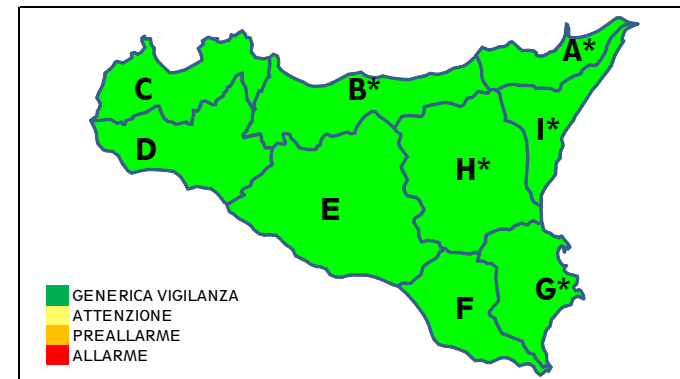 A*
C
B*
I*
D
H*
E
G*
F
GENERICA VIGILANZA
ATTENZIONE
PREALLARME
ALLARME